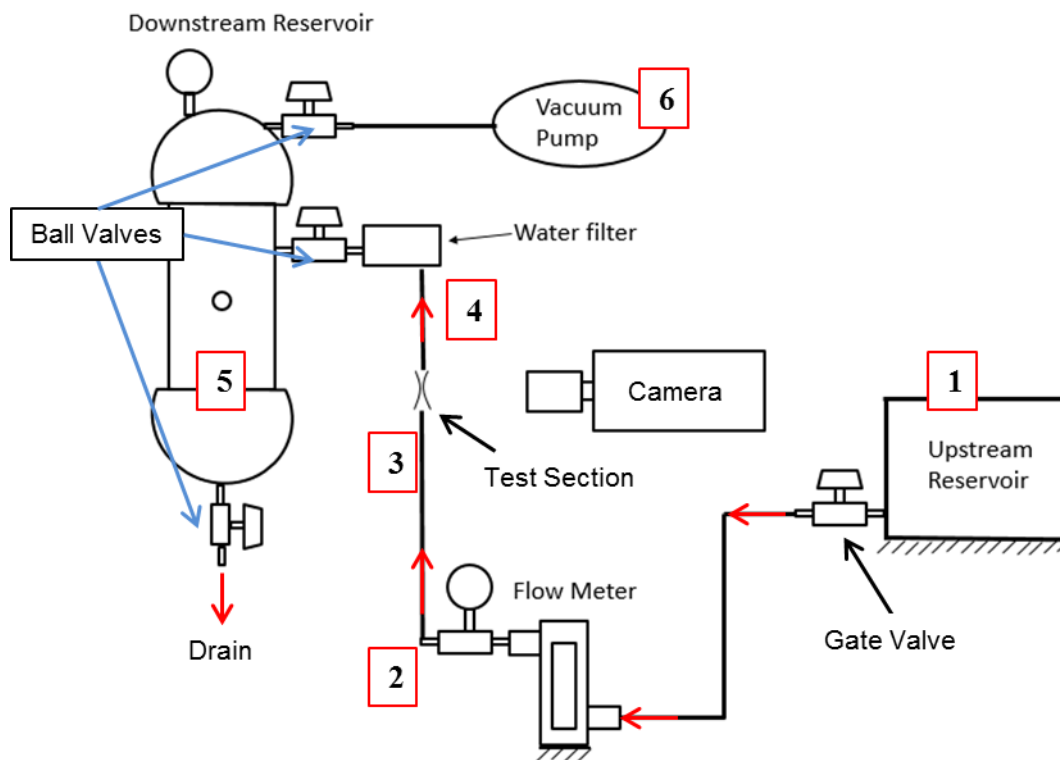 Downstream Reservoir
Vacuum
Pump
6
Ball Valves
Water filter
4
5
Camera
1
Upstream
Reservoir
3
Test Section
Flow Meter
Gate Valve
Drain
2